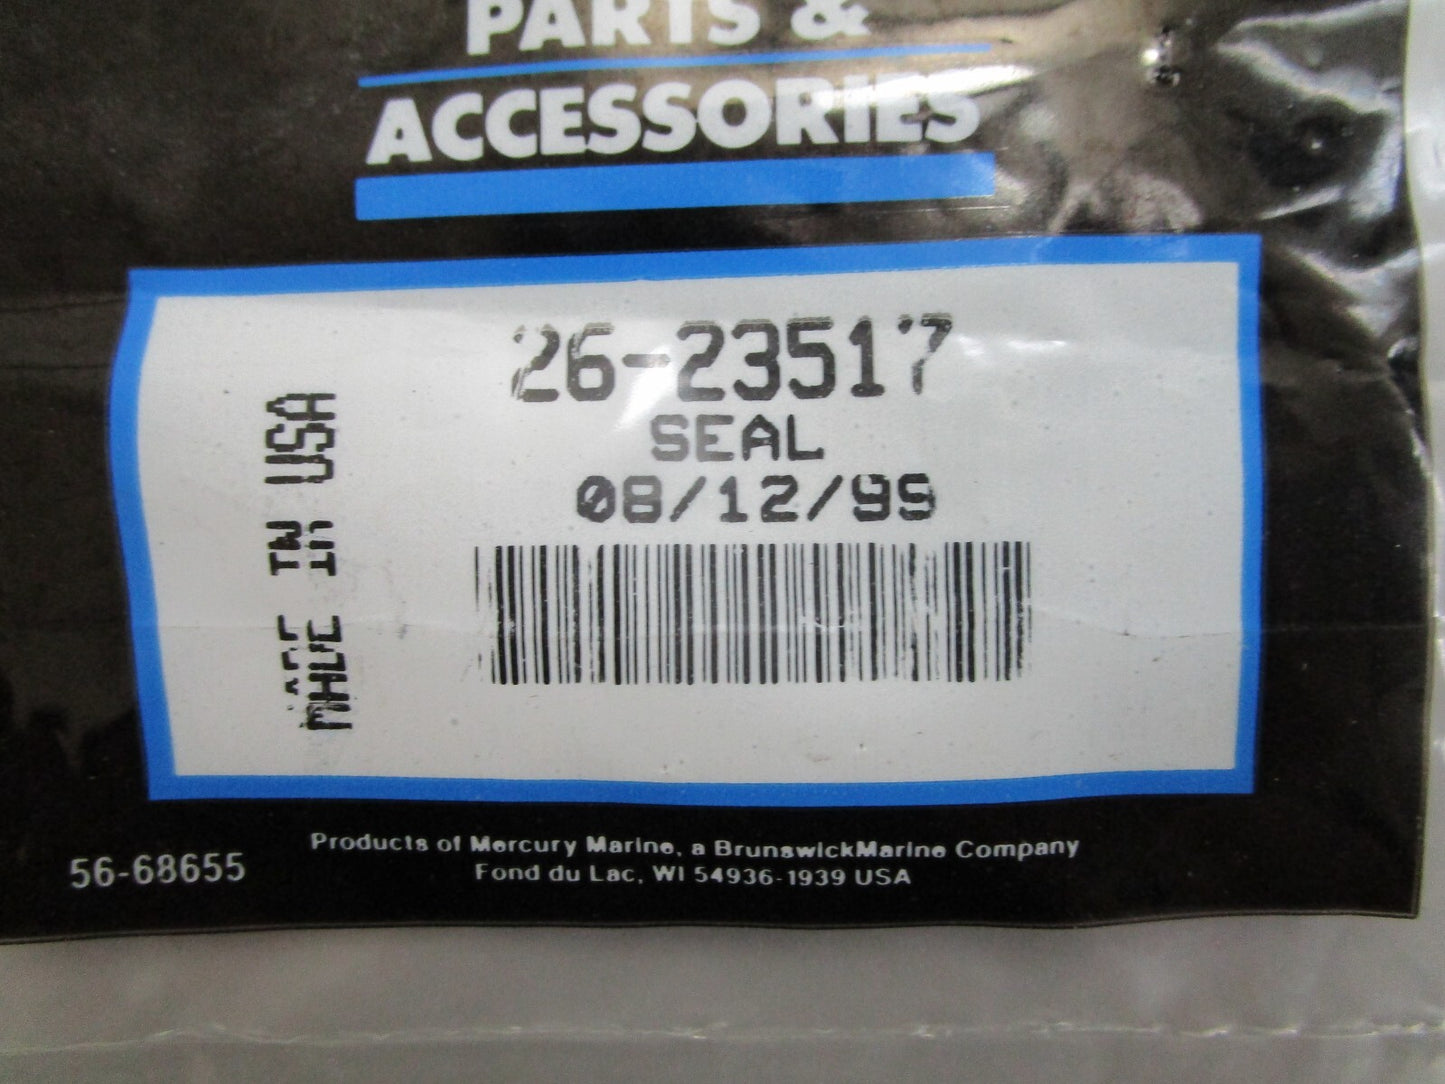 PARTS &
ACCESSORIES
26-23517
SEAL
08/12/99
MADE IN USA
56-68655
Products of Mercury Marine, a BrunswickMarine Company
Fond du Lac, WI 54936-1939 USA